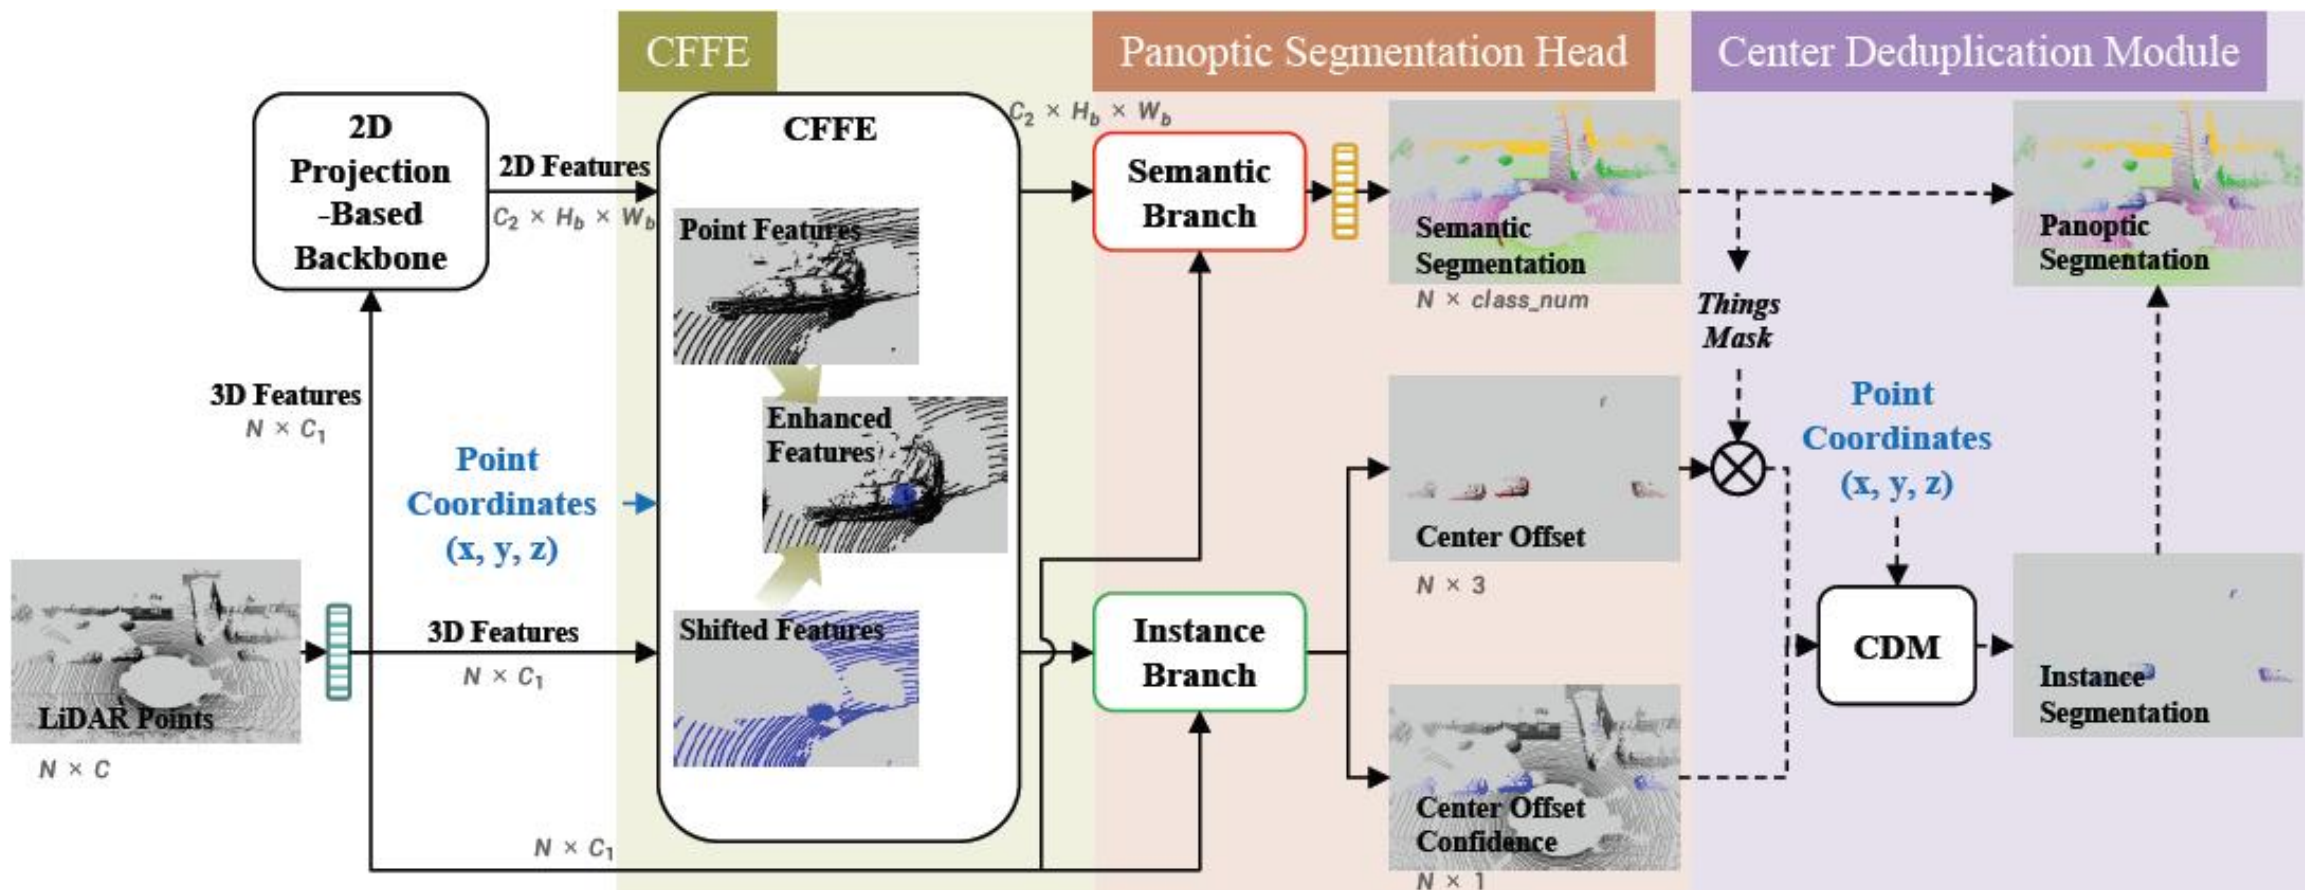 CFFE
Panoptic Segmentation Head
Center Deduplication Module
2D
Projection
-Based
Backbone
2D Features
C₂ × H_b × W_b
CFFE
C₂ × H_b × W_b
Point Features
Enhanced
Features
Shifted Features
3D Features
N × C₁
Point
Coordinates
(x, y, z)
3D Features
N × C₁
LiDAR Points
N × C
N × C₁
Semantic
Branch
Instance
Branch
Semantic
Segmentation
N × class_num
Center Offset
N × 3
Center Offset
Confidence
N × 1
Things
Mask
Point
Coordinates
(x, y, z)
CDM
Panoptic
Segmentation
Instance
Segmentation